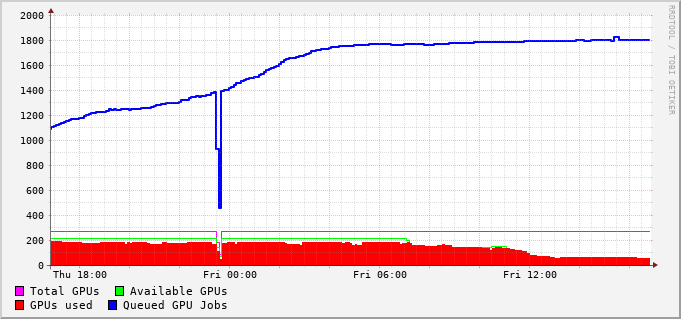 2000
1800
1600
1400
1200
1000
800
600
400
200
0
Thu 18:00 Fri 00:00 Fri 06:00 Fri 12:00
Total GPUs Available GPUs
GPUs used Queued GPU Jobs
RRDTOOL / TOBI OETIKER